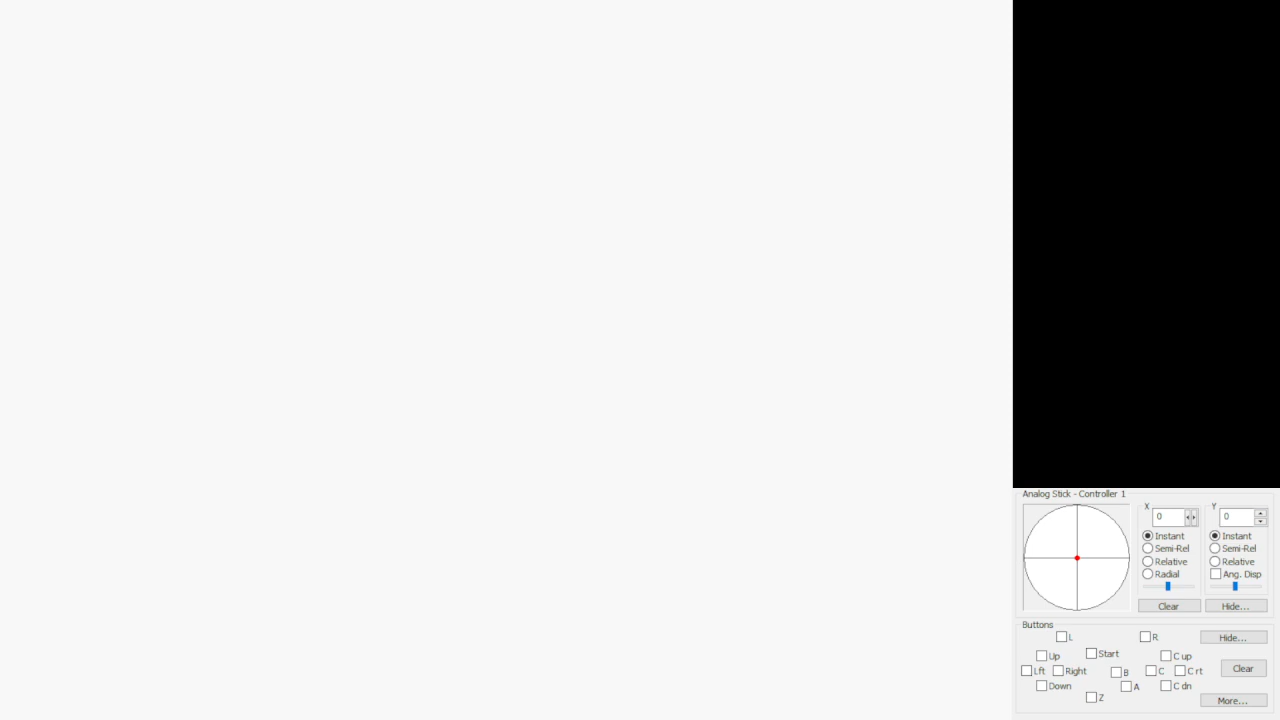 Analog Stick - Controller 1
X
Y
0
0
Instant
Instant
Semi-Rel
Semi-Rel
Relative
Relative
Radial
Ang. Disp
Clear
Hide...
Buttons
L
R
Hide...
Up
Start
C up
Lft
Right
B
C
C rt
Clear
Down
A
C dn
Z
More...